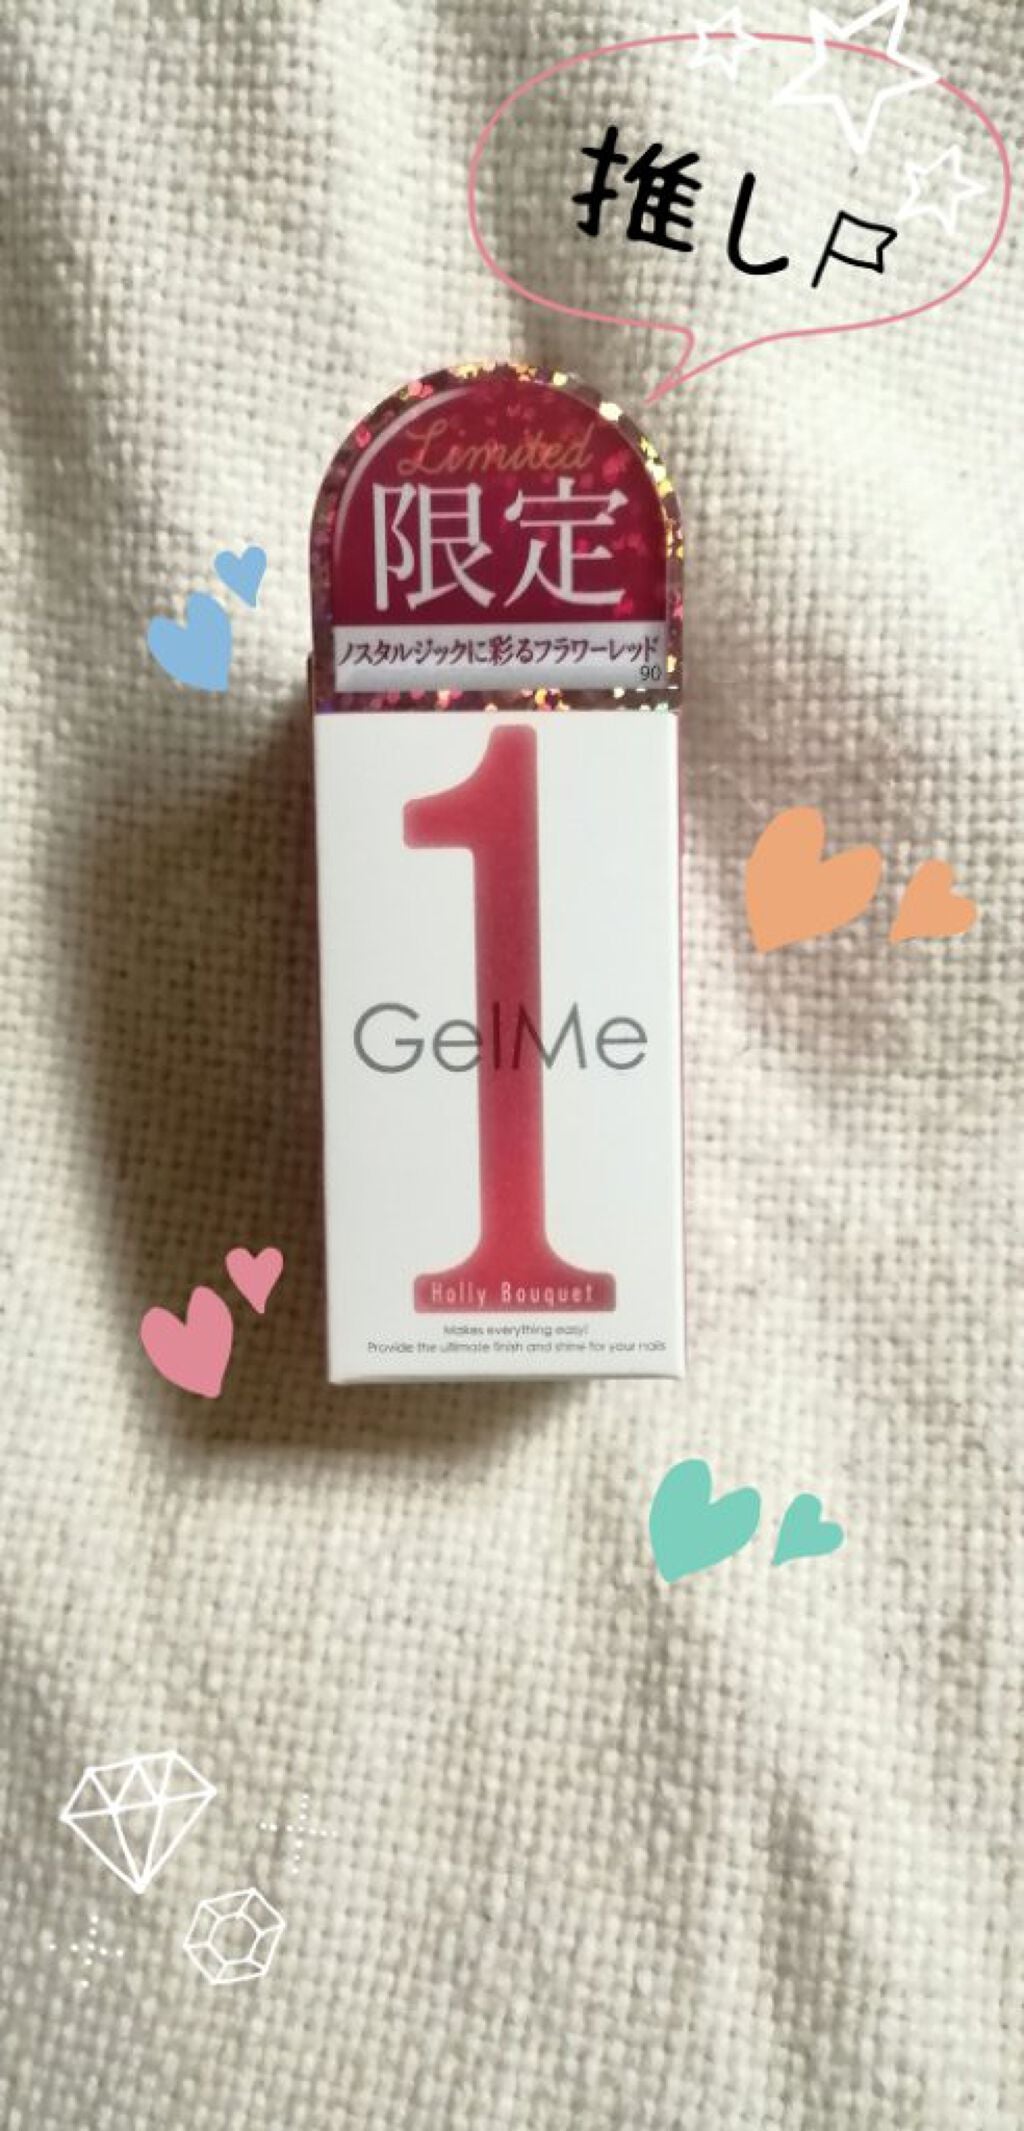 推し
Limited
限定
ノスタルジックに彩るフラワーレッド
90
1
GelMe
Holly Bouquet
Makes everything easy!
Provide the ultimate finish and shine for your nails